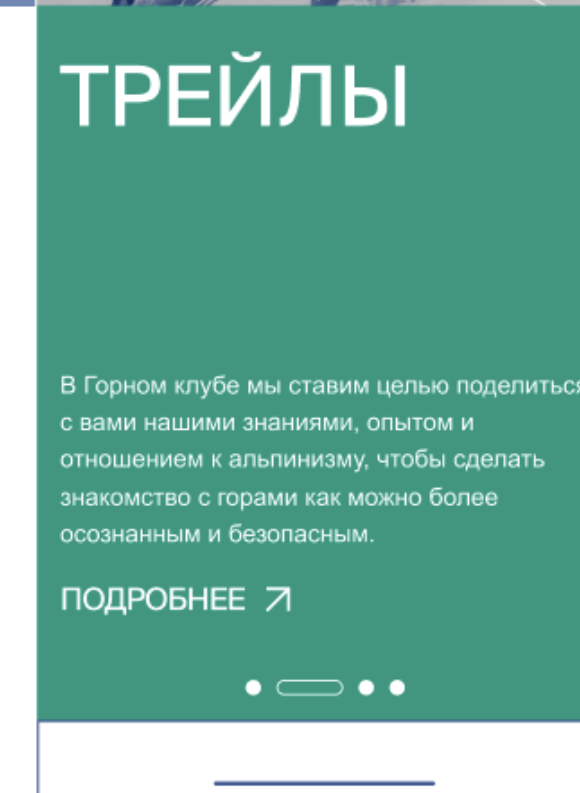 ТРЕЙЛЫ
В Горном клубе мы ставим целью поделиться
с вами нашими знаниями, опытом и
отношением к альпинизму, чтобы сделать
знакомство с горами как можно более
осознанным и безопасным.
ПОДРОБНЕЕ